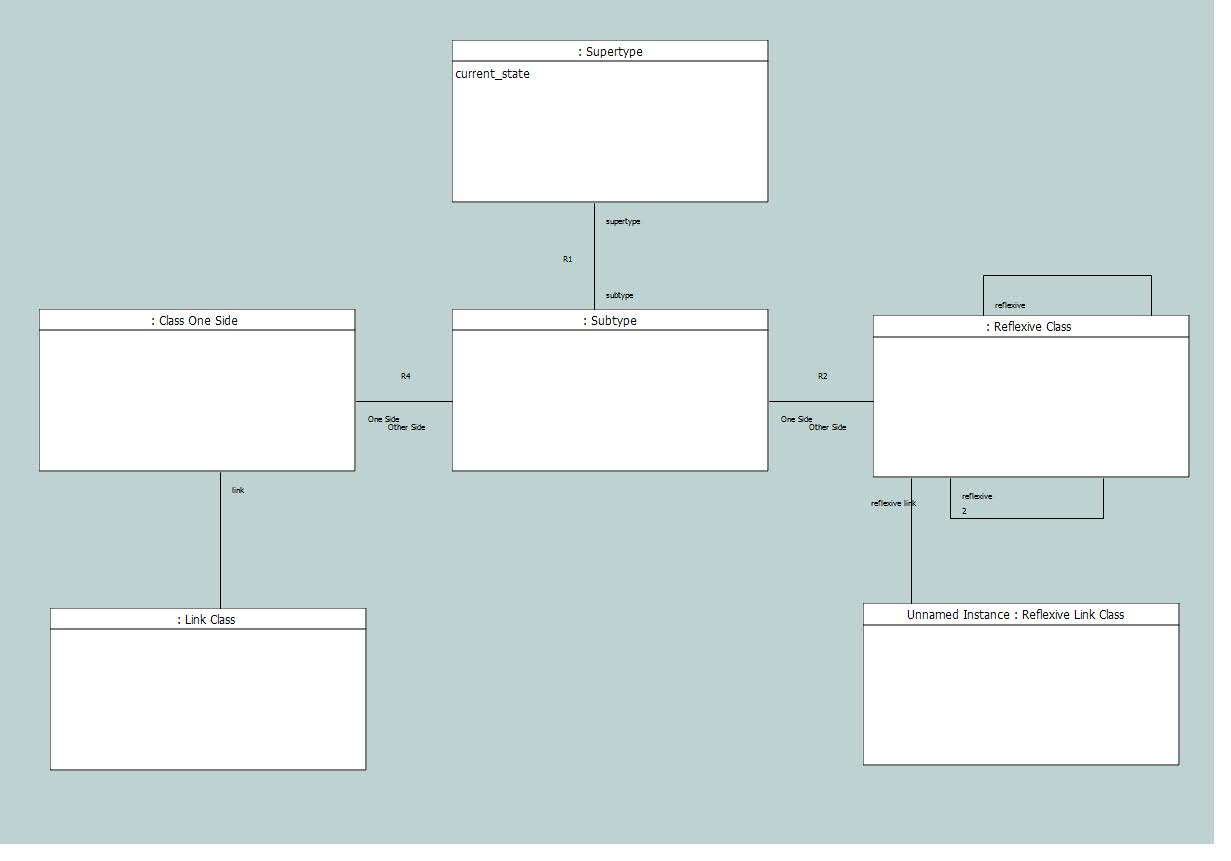 : Supertype
current_state
supertype
R1
subtype
reflexive
: Class One Side
: Subtype
: Reflexive Class
R4
R2
One Side
Other Side
One Side
Other Side
link
reflexive link
reflexive
2
: Link Class
Unnamed Instance : Reflexive Link Class